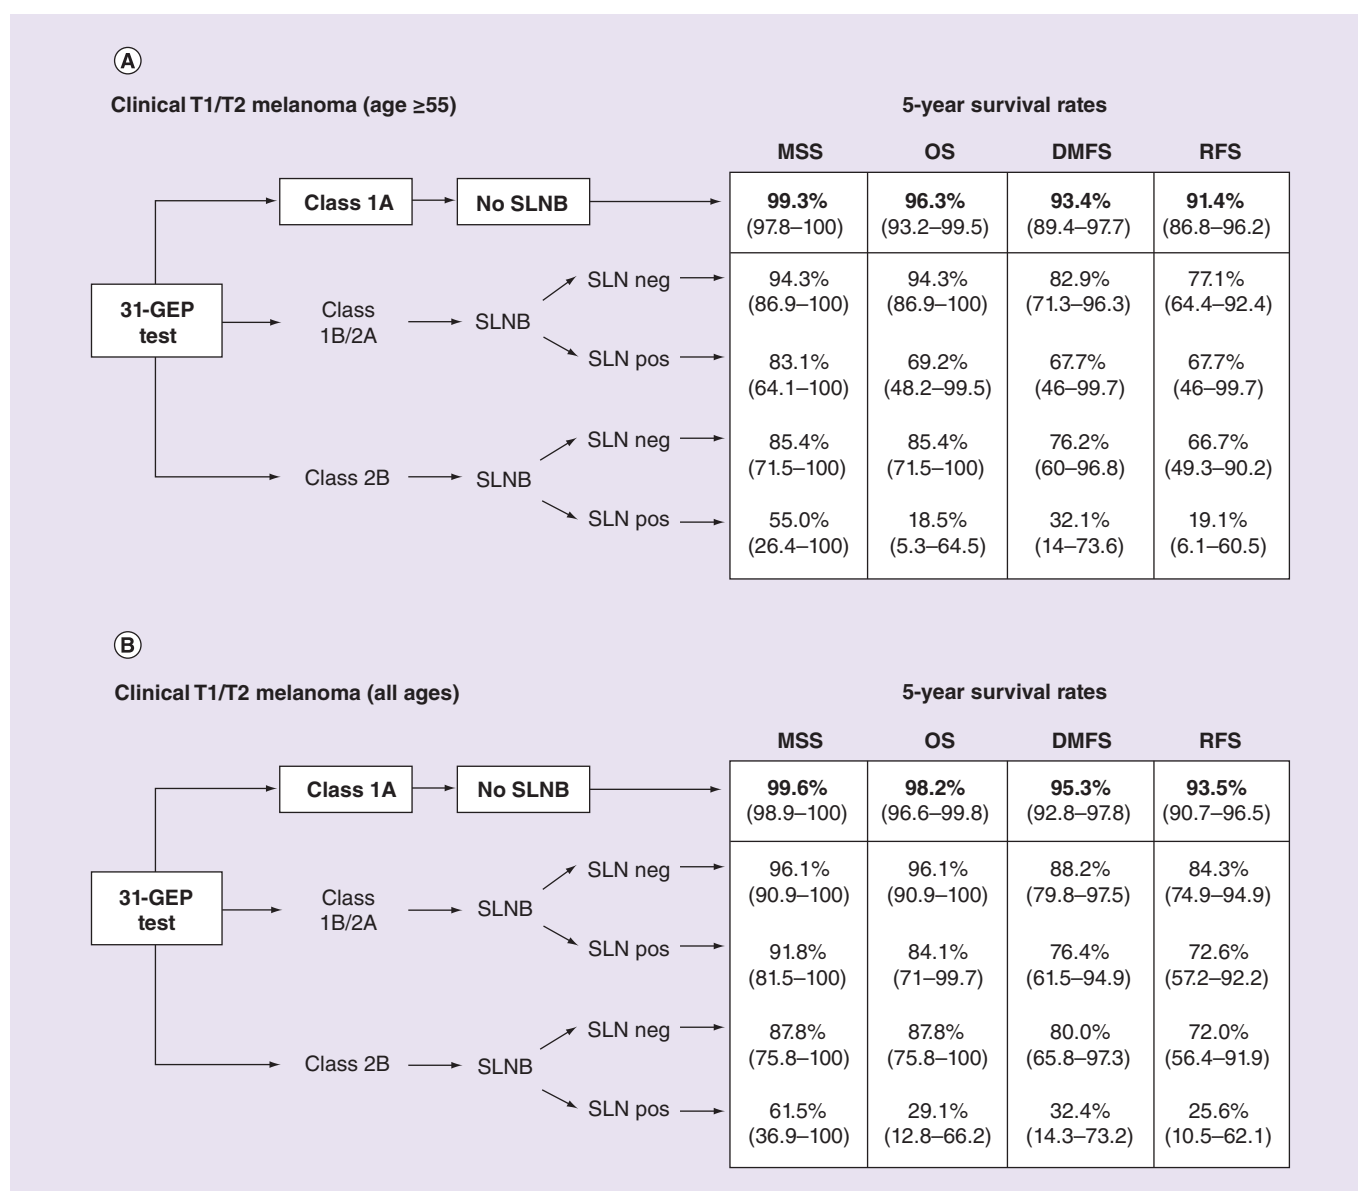 A
Clinical T1/T2 melanoma (age ≥55)
5-year survival rates
MSS OS DMFS RFS
Class 1A No SLNB 99.3% 96.3% 93.4% 91.4%
(97.8–100) (93.2–99.5) (89.4–97.7) (86.8–96.2)
SLN neg 94.3% 94.3% 82.9% 77.1%
(86.9–100) (86.9–100) (71.3–96.3) (64.4–92.4)
31-GEP
test
Class
1B/2A
SLNB
SLN pos 83.1% 69.2% 67.7% 67.7%
(64.1–100) (48.2–99.5) (46–99.7) (46–99.7)
SLN neg 85.4% 85.4% 76.2% 66.7%
(71.5–100) (71.5–100) (60–96.8) (49.3–90.2)
Class 2B SLNB
SLN pos 55.0% 18.5% 32.1% 19.1%
(26.4–100) (5.3–64.5) (14–73.6) (6.1–60.5)
B
Clinical T1/T2 melanoma (all ages)
5-year survival rates
MSS OS DMFS RFS
Class 1A No SLNB 99.6% 98.2% 95.3% 93.5%
(98.9–100) (96.6–99.8) (92.8–97.8) (90.7–96.5)
SLN neg 96.1% 96.1% 88.2% 84.3%
(90.9–100) (90.9–100) (79.8–97.5) (74.9–94.9)
31-GEP
test
Class
1B/2A
SLNB
SLN pos 91.8% 84.1% 76.4% 72.6%
(81.5–100) (71–99.7) (61.5–94.9) (57.2–92.2)
SLN neg 87.8% 87.8% 80.0% 72.0%
(75.8–100) (75.8–100) (65.8–97.3) (56.4–91.9)
Class 2B SLNB
SLN pos 61.5% 29.1% 32.4% 25.6%
(36.9–100) (12.8–66.2) (14.3–73.2) (10.5–62.1)